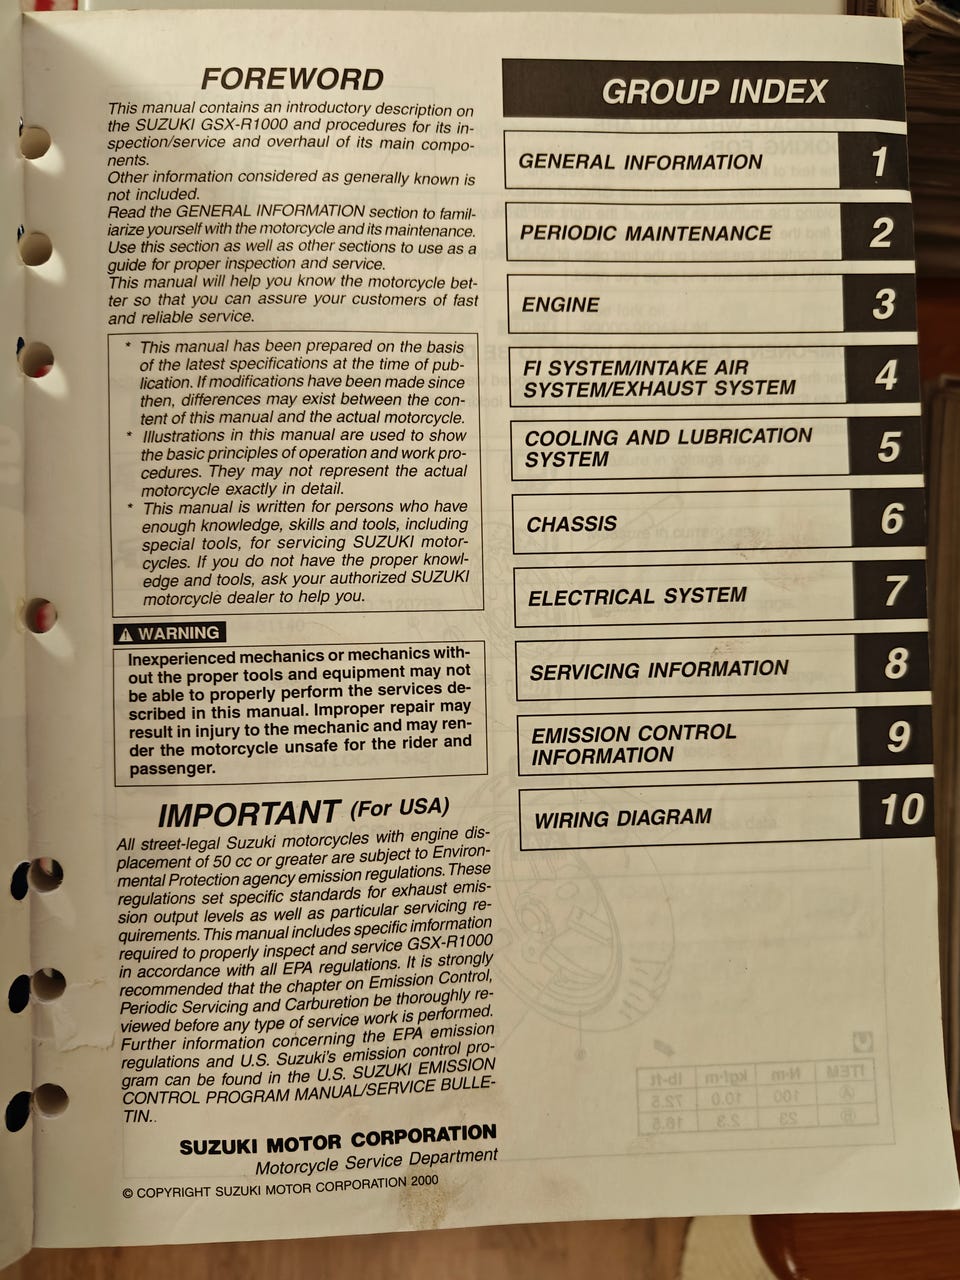 FOREWORD
This manual contains an introductory description on
the SUZUKI GSX-R1000 and procedures for its in-
spection/service and overhaul of its main compo-
nents.
Other information considered as generally known is
not included.
Read the GENERAL INFORMATION section to famil-
iarize yourself with the motorcycle and its maintenance.
Use this section as well as other sections to use as a
guide for proper inspection and service.
This manual will help you know the motorcycle bet-
ter so that you can assure your customers of fast
and reliable service.
* This manual has been prepared on the basis
of the latest specifications at the time of pub-
lication. If modifications have been made since
then, differences may exist between the con-
tent of this manual and the actual motorcycle.
* Illustrations in this manual are used to show
the basic principles of operation and work pro-
cedures. They may not represent the actual
motorcycle exactly in detail.
* This manual is written for persons who have
enough knowledge, skills and tools, including
special tools, for servicing SUZUKI motor-
cycles. If you do not have the proper knowl-
edge and tools, ask your authorized SUZUKI
motorcycle dealer to help you.
WARNING
Inexperienced mechanics or mechanics with-
out the proper tools and equipment may not
be able to properly perform the services de-
scribed in this manual. Improper repair may
result in injury to the mechanic and may ren-
der the motorcycle unsafe for the rider and
passenger.
IMPORTANT (For USA)
All street-legal Suzuki motorcycles with engine dis-
placement of 50 cc or greater are subject to Environ-
mental Protection agency emission regulations. These
regulations set specific standards for exhaust emis-
sion output levels as well as particular servicing re-
quirements. This manual includes specific imformation
required to properly inspect and service GSX-R1000
in accordance with all EPA regulations. It is strongly
recommended that the chapter on Emission Control,
Periodic Servicing and Carburetion be thoroughly re-
viewed before any type of service work is performed.
Further information concerning the EPA emission
regulations and U.S. Suzuki's emission control pro-
gram can be found in the U.S. SUZUKI EMISSION
CONTROL PROGRAM MANUAL/SERVICE BULLE-
TIN..
SUZUKI MOTOR CORPORATION
Motorcycle Service Department
© COPYRIGHT SUZUKI MOTOR CORPORATION 2000
GROUP INDEX
GENERAL INFORMATION 1
PERIODIC MAINTENANCE 2
ENGINE 3
FI SYSTEM/INTAKE AIR
SYSTEM/EXHAUST SYSTEM 4
COOLING AND LUBRICATION
SYSTEM 5
CHASSIS 6
ELECTRICAL SYSTEM 7
SERVICING INFORMATION 8
EMISSION CONTROL
INFORMATION 9
WIRING DIAGRAM 10